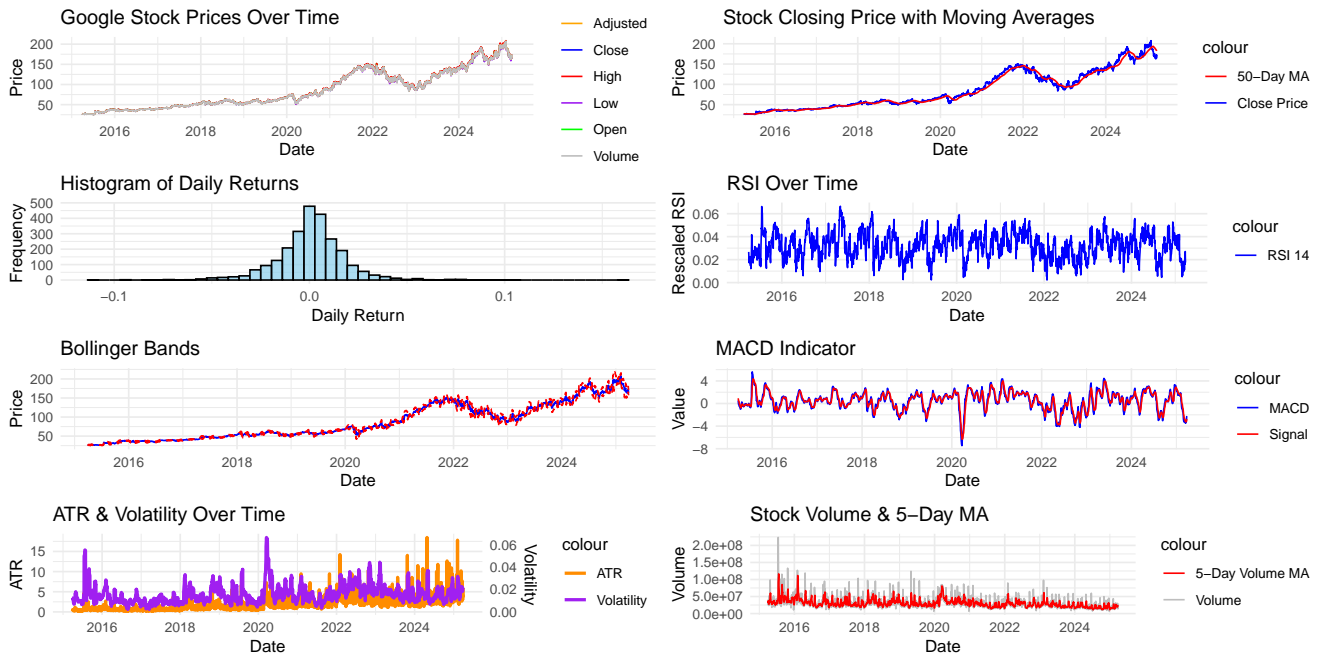 Google Stock Prices Over Time
Price
200
150
100
50
2016
2018
2020
2022
2024
Date
Adjusted
Close
High
Low
Open
Volume
Stock Closing Price with Moving Averages
Price
200
150
100
50
2016
2018
2020
2022
2024
Date
colour
50−Day MA
Close Price
Histogram of Daily Returns
Frequency
500
400
300
200
100
0
−0.1
0.0
0.1
Daily Return
RSI Over Time
Rescaled RSI
0.06
0.04
0.02
0.00
2016
2018
2020
2022
2024
Date
colour
RSI 14
Bollinger Bands
Price
200
150
100
50
2016
2018
2020
2022
2024
Date
MACD Indicator
Value
4
0
−4
−8
2016
2018
2020
2022
2024
Date
colour
MACD
Signal
ATR & Volatility Over Time
ATR
15
10
5
0
0.06
0.04
0.02
0.00
Volatility
2016
2018
2020
2022
2024
Date
colour
ATR
Volatility
Stock Volume & 5−Day MA
Volume
2.0e+08
1.5e+08
1.0e+08
5.0e+07
0.0e+00
2016
2018
2020
2022
2024
Date
colour
5−Day Volume MA
Volume